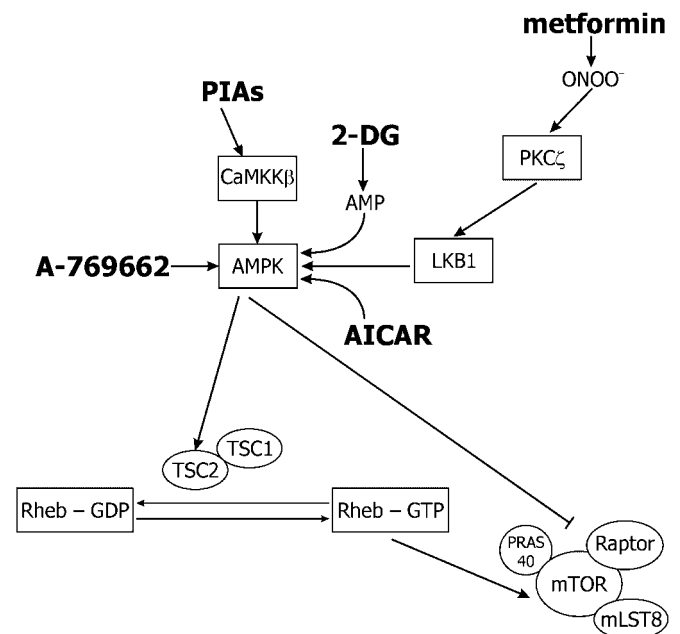 metformin
ONOO⁻
PIAs
2-DG
PKCζ
CaMKKβ
AMP
A-769662
AMPK
LKB1
AICAR
TSC1
TSC2
Rheb – GDP
Rheb – GTP
PRAS
40
Raptor
mTOR
mLST8